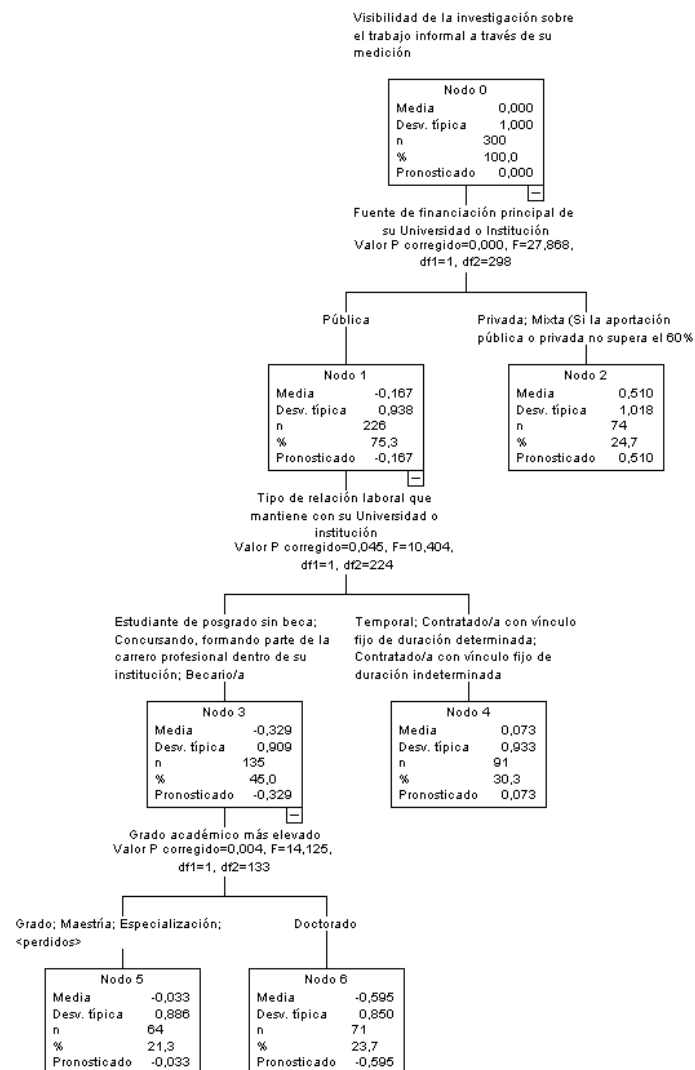 Visibilidad de la investigación sobre
el trabajo informal a través de su
medición
Nodo 0
Media 0,000
Desv. típica 1,000
n 300
% 100,0
Pronosticado 0,000
Fuente de financiación principal de
su Universidad o Institución
Valor P corregido=0,000, F=27,868,
df1=1, df2=298
Pública
Privada; Mixta (Si la aportación
pública o privada no supera el 60%
Nodo 1
Media -0,167
Desv. típica 0,938
n 226
% 75,3
Pronosticado -0,167
Nodo 2
Media 0,510
Desv. típica 1,018
n 74
% 24,7
Pronosticado 0,510
Tipo de relación laboral que
mantiene con su Universidad o
institución
Valor P corregido=0,045, F=10,404,
df1=1, df2=224
Estudiante de posgrado sin beca;
Concursando, formando parte de la
carrero profesional dentro de su
institución; Becario/a
Temporal; Contratado/a con vínculo
fijo de duración determinada;
Contratado/a con vínculo fijo de
duración indeterminada
Nodo 3
Media -0,329
Desv. típica 0,909
n 135
% 45,0
Pronosticado -0,329
Nodo 4
Media 0,073
Desv. típica 0,933
n 91
% 30,3
Pronosticado 0,073
Grado académico más elevado
Valor P corregido=0,004, F=14,125,
df1=1, df2=133
Grado; Maestría; Especialización;
<perdidos>
Doctorado
Nodo 5
Media -0,033
Desv. típica 0,886
n 64
% 21,3
Pronosticado -0,033
Nodo 6
Media -0,595
Desv. típica 0,850
n 71
% 23,7
Pronosticado -0,595